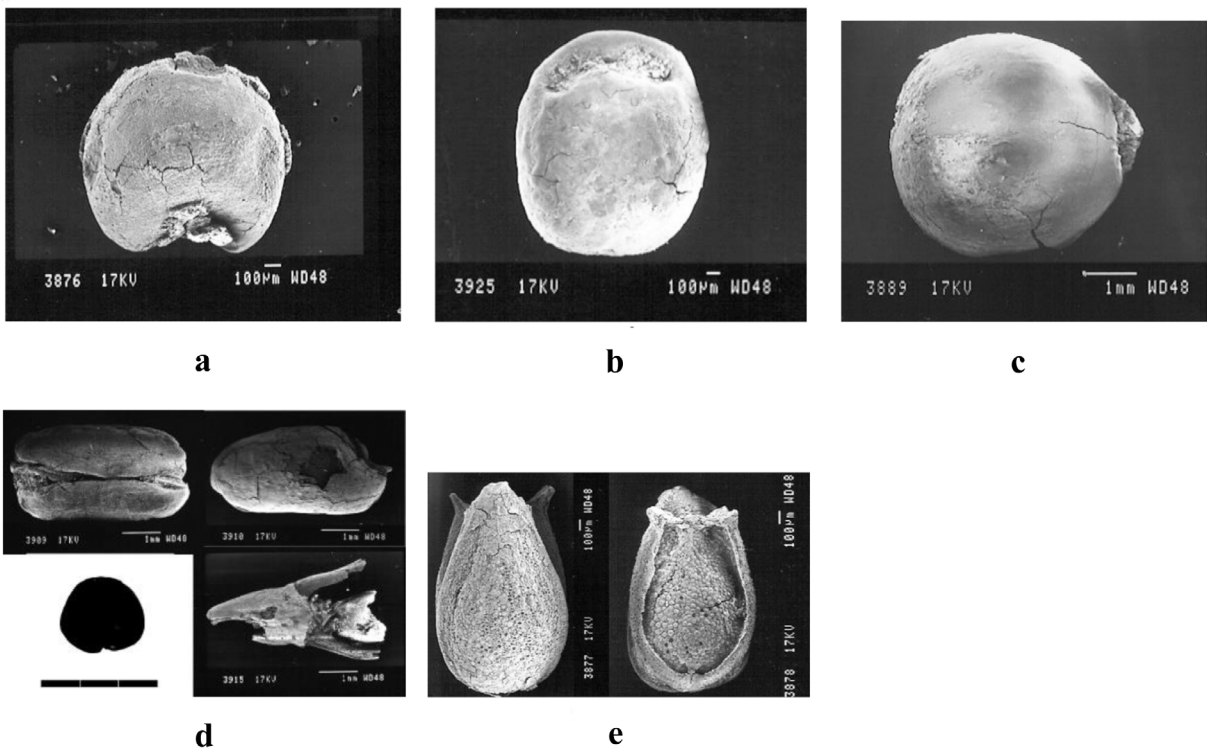 3876 17KV 100µm WD48
3925 17KV 100µm WD48
3889 17KV 1mm WD48
a
b
c
3909 17KV 1mm WD48
3910 17KV 1mm WD48
3915 17KV 1mm WD48
3877 17KV 100µm WD48
3878 17KV 100µm WD48
d
e